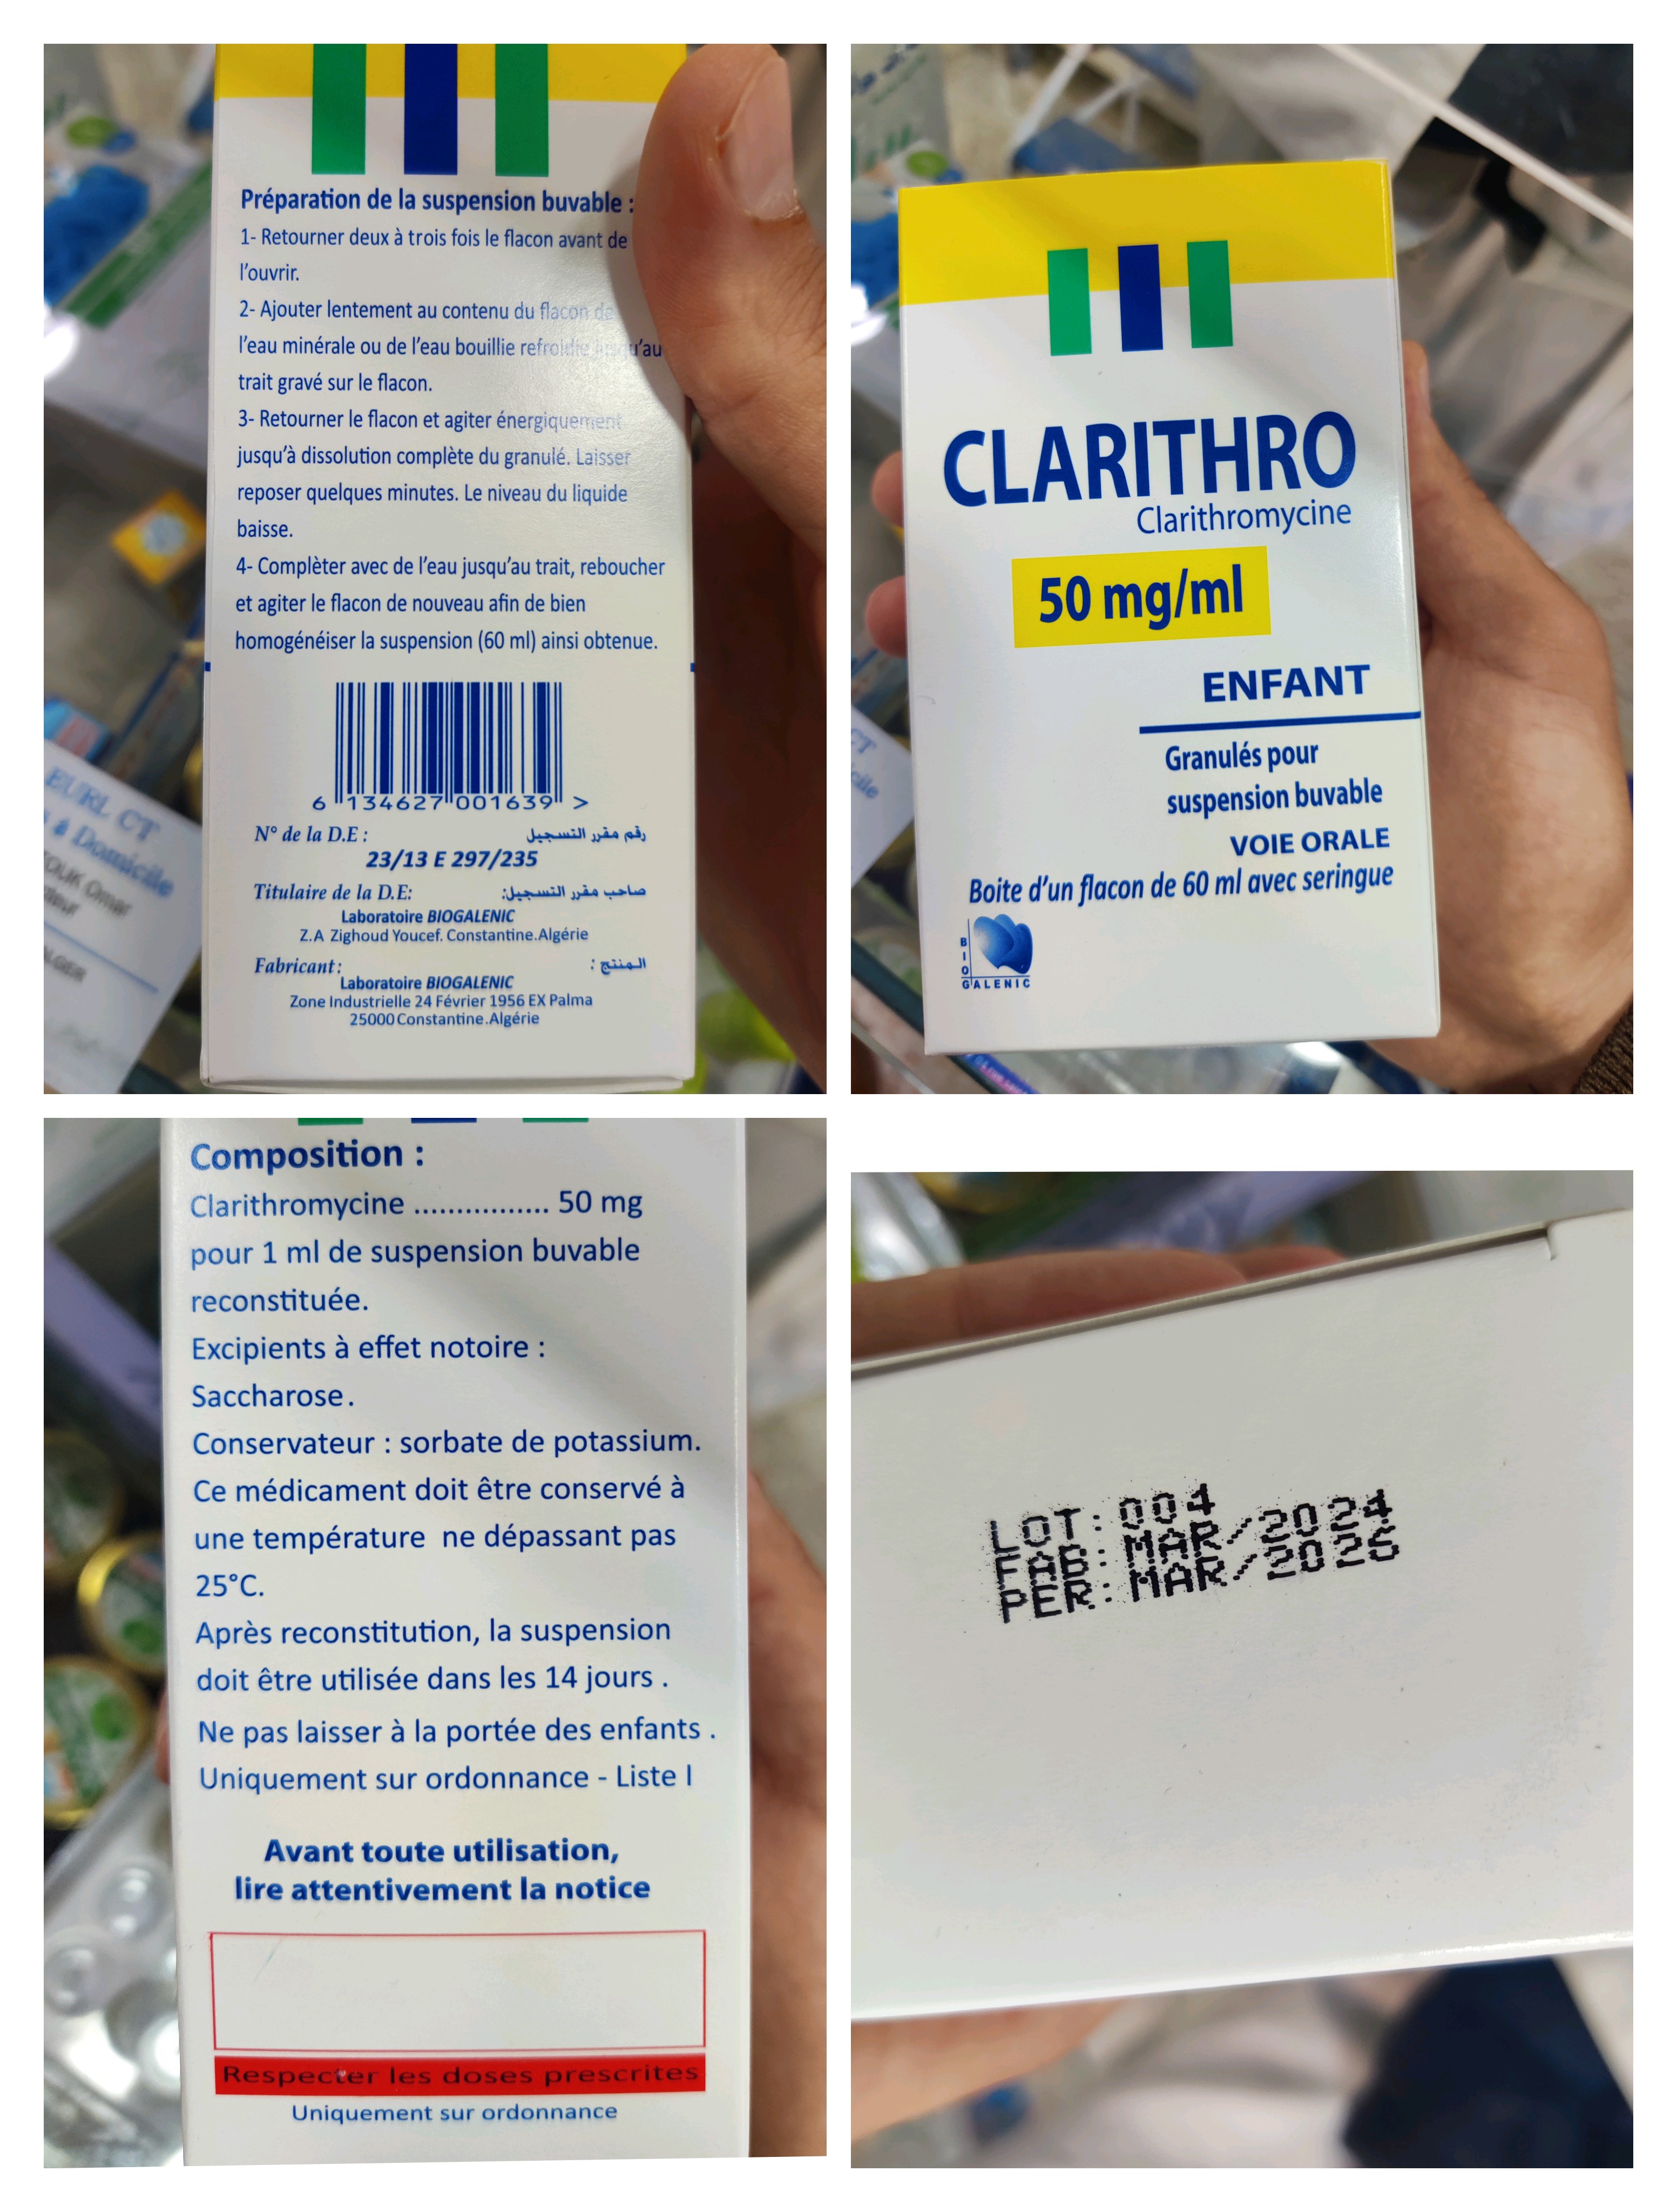 Préparation de la suspension buvable :
1- Retourner deux à trois fois le flacon avant de
l'ouvrir.
2- Ajouter lentement au contenu du flacon de
l'eau minérale ou de l'eau bouillie refroidie jusqu'au
trait gravé sur le flacon.
3- Retourner le flacon et agiter énergiquement
jusqu'à dissolution complète du granulé. Laisser
reposer quelques minutes. Le niveau du liquide
baisse.
4- Complèter avec de l'eau jusqu'au trait, reboucher
et agiter le flacon de nouveau afin de bien
homogénéiser la suspension (60 ml) ainsi obtenue.
6 134627 001639 >
N° de la D.E : رقم مقرر التسجيل
23/13 E 297/235
Titulaire de la D.E: صاحب مقرر التسجيل:
Laboratoire BIOGALENIC
Z.A Zighoud Youcef. Constantine.Algérie
Fabricant: المنتج :
Laboratoire BIOGALENIC
Zone Industrielle 24 Février 1956 EX Palma
25000 Constantine.Algérie
EURL CT
à Domicile
Omar
ALGER
CLARITHRO
Clarithromycine
50 mg/ml
ENFANT
Granulés pour
suspension buvable
VOIE ORALE
Boite d'un flacon de 60 ml avec seringue
BIO
GALENIC
CT
Composition :
Clarithromycine ................ 50 mg
pour 1 ml de suspension buvable
reconstituée.
Excipients à effet notoire :
Saccharose.
Conservateur : sorbate de potassium.
Ce médicament doit être conservé à
une température ne dépassant pas
25°C.
Après reconstitution, la suspension
doit être utilisée dans les 14 jours .
Ne pas laisser à la portée des enfants .
Uniquement sur ordonnance - Liste I
Avant toute utilisation,
lire attentivement la notice
Respecter les doses prescrites
Uniquement sur ordonnance
LOT: 004
FAB: MAR/2024
PER: MAR/2026